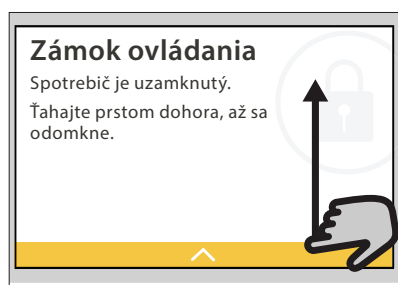 Zámok ovládania
Spotrebič je uzamknutý.
Ťahajte prstom dohora, až sa
odomkne.